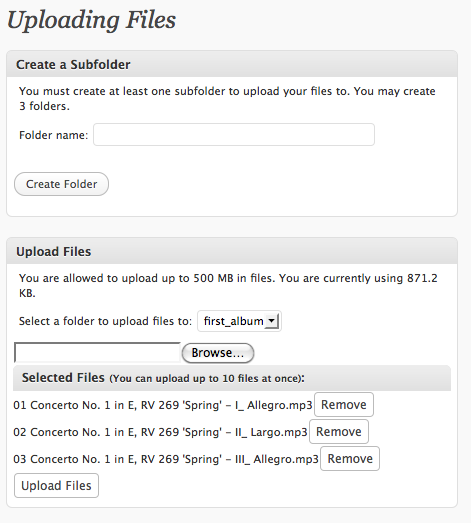 Uploading Files
Create a Subfolder
You must create at least one subfolder to upload your files to. You may create
3 folders.
Folder name:
Create Folder
Upload Files
You are allowed to upload up to 500 MB in files. You are currently using 871.2
KB.
Select a folder to upload files to: first_album
Browse...
Selected Files (You can upload up to 10 files at once):
01 Concerto No. 1 in E, RV 269 'Spring' - I_ Allegro.mp3 Remove
02 Concerto No. 1 in E, RV 269 'Spring' - II_ Largo.mp3 Remove
03 Concerto No. 1 in E, RV 269 'Spring' - III_ Allegro.mp3 Remove
Upload Files